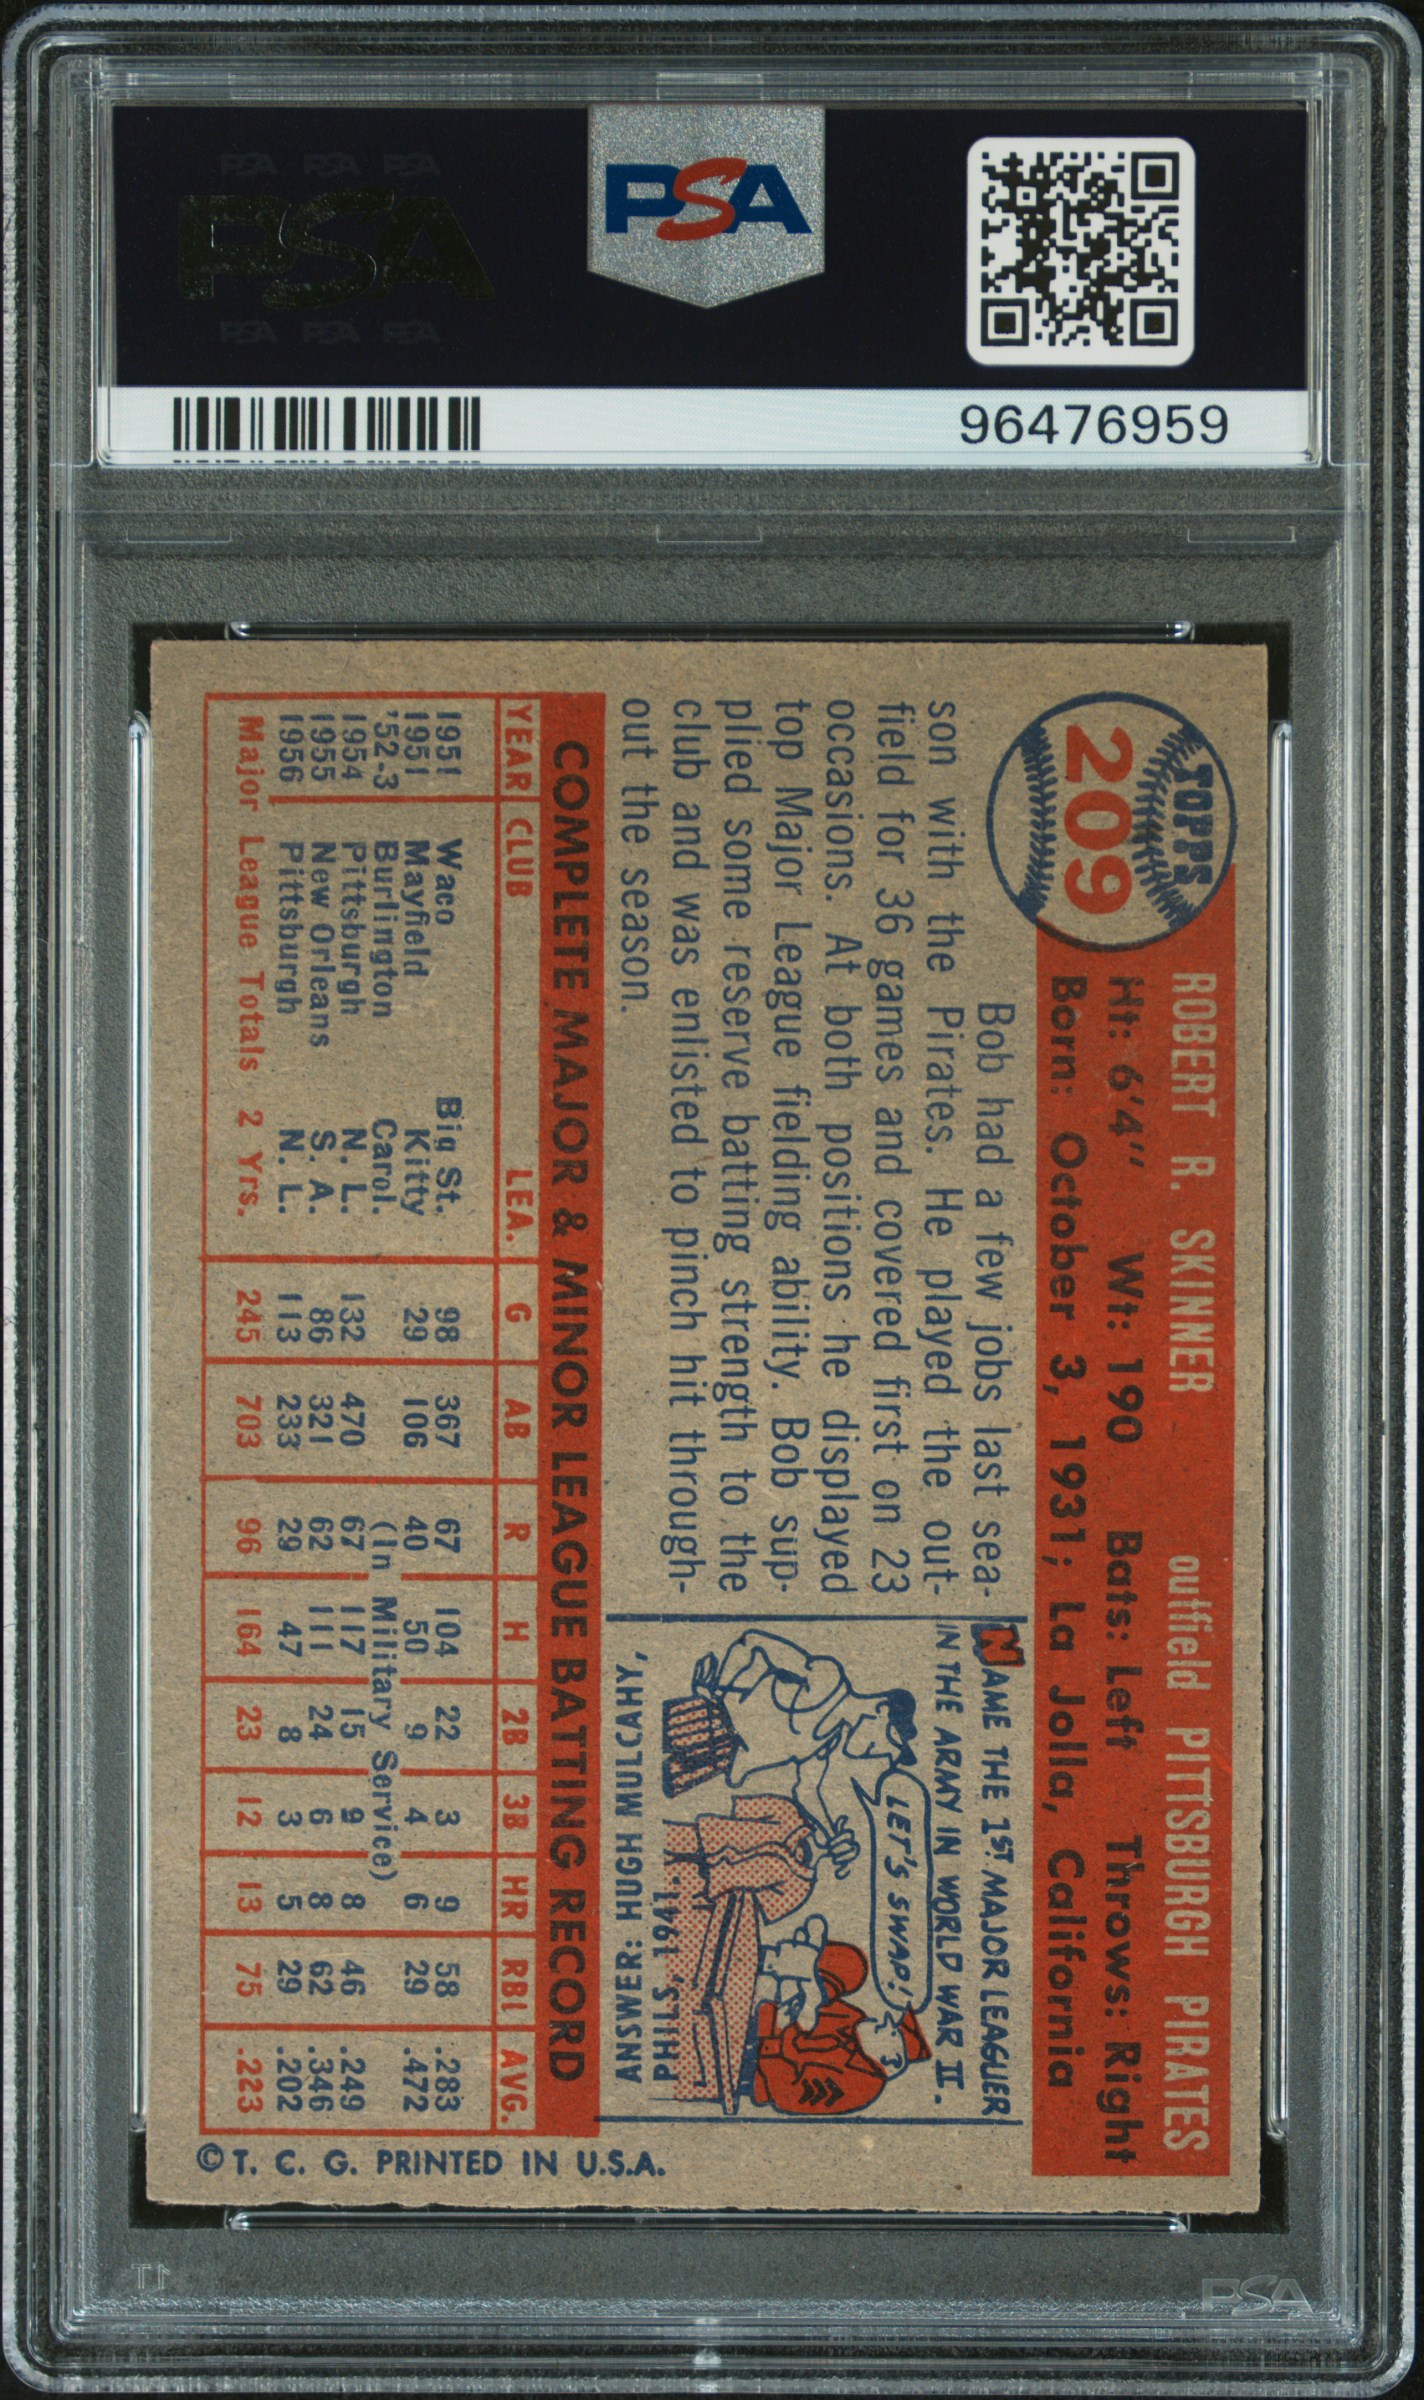 PSA PSA PSA
PSA
PSA PSA PSA
PSA
96476959
TOPPS
209
ROBERT R. SKINNER outfield PITTSBURGH PIRATES
Ht: 6'4" Wt: 190 Bats: Left Throws: Right
Born: October 3, 1931; La Jolla, California
Bob had a few jobs last sea-
son with the Pirates. He played the out-
field for 36 games and covered first on 23
occasions. At both positions he displayed
top Major League fielding ability. Bob sup-
plied some reserve batting strength to the
club and was enlisted to pinch hit through-
out the season.
NAME THE 1ST MAJOR LEAGUER
IN THE ARMY IN WORLD WAR II.
LET'S SWAP!
ANSWER: HUGH MULCAHY,
PHIL'S, 1941.
COMPLETE MAJOR & MINOR LEAGUE BATTING RECORD
YEAR CLUB LEA. G AB R H 2B 3B HR RBI AVG.
1951 Waco Big St. 98 367 67 104 22 3 9 58 .283
1951 Mayfield Kitty 29 106 40 50 9 4 6 29 .472
'52-3 Burlington Carol. (In Military Service)
1954 Pittsburgh N. L. 132 470 67 117 15 9 8 46 .249
1955 New Orleans S. A. 86 321 62 111 24 6 8 62 .346
1956 Pittsburgh N. L. 113 233 29 47 8 3 5 29 .202
Major League Totals 2 Yrs. 245 703 96 164 23 12 13 75 .223
© T. C. G. PRINTED IN U.S.A.
PSA